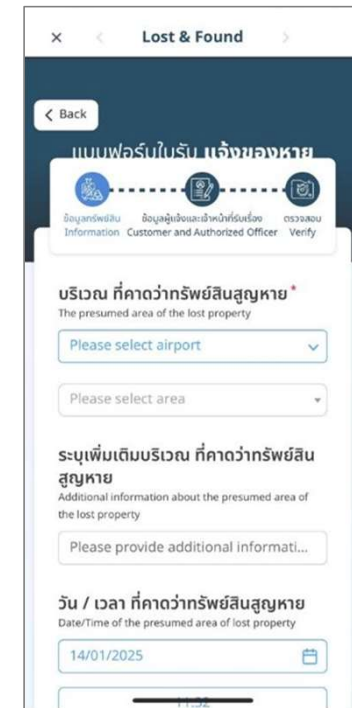 Lost & Found
Back
แบบฟอร์มใบรับ แจ้งของหาย
ข้อมูลทรัพย์สิน ข้อมูลผู้แจ้งและเจ้าหน้าที่รับเรื่อง ตรวจสอบ
Information Customer and Authorized Officer Verify
บริเวณ ที่คาดว่าทรัพย์สินสูญหาย *
The presumed area of the lost property
Please select airport
Please select area
ระบุเพิ่มเติมบริเวณ ที่คาดว่าทรัพย์สิน
สูญหาย
Additional information about the presumed area of
the lost property
Please provide additional informati...
วัน / เวลา ที่คาดว่าทรัพย์สินสูญหาย
Date/Time of the presumed area of lost property
14/01/2025
11:52